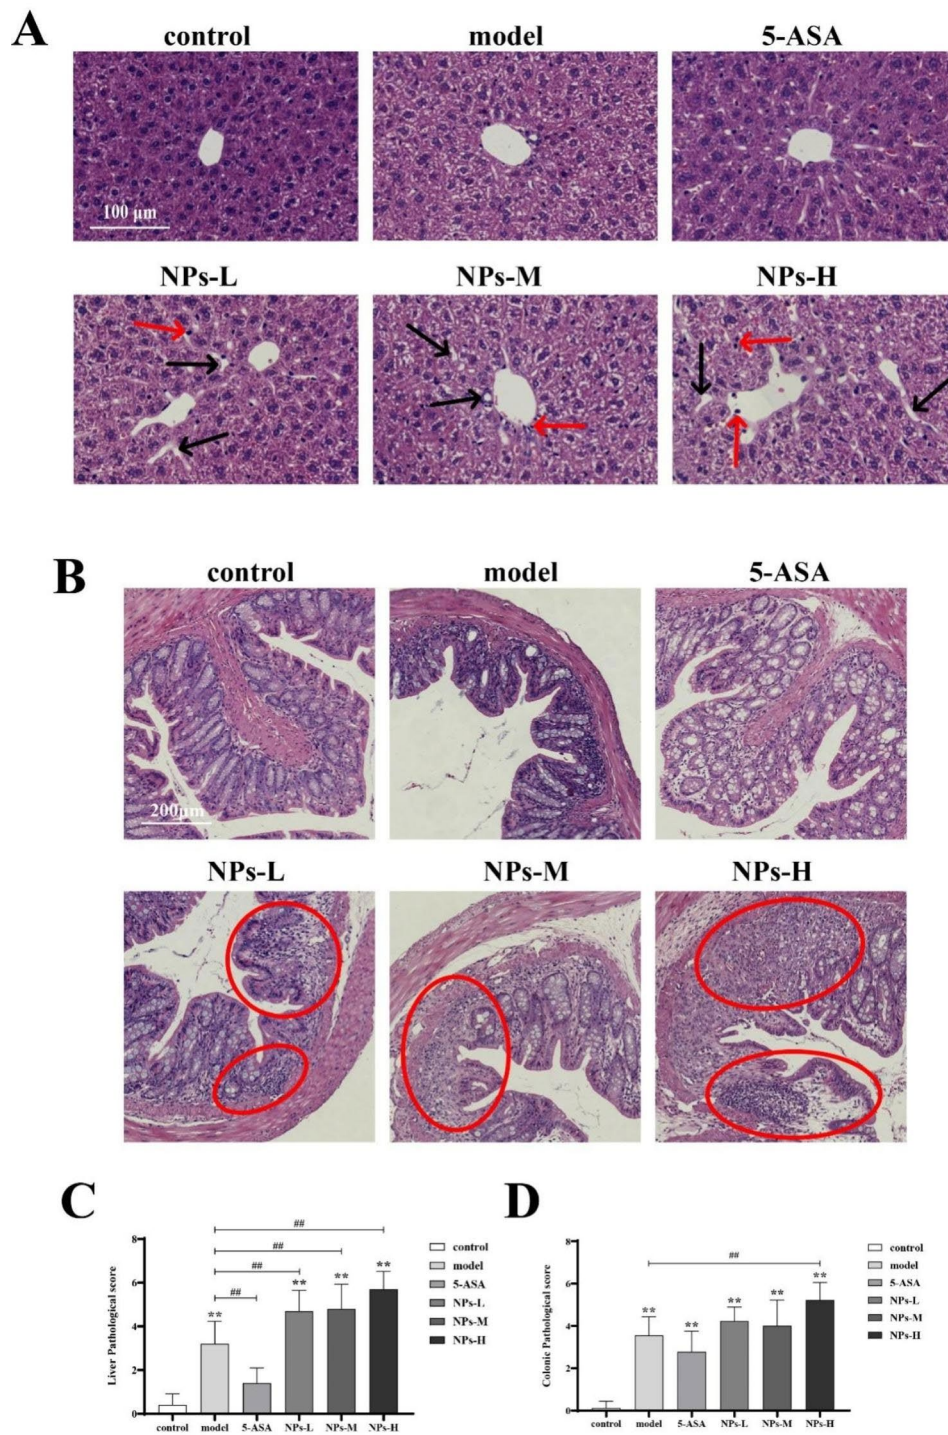 A
control model 5-ASA
100 µm
NPs-L NPs-M NPs-H
B
control model 5-ASA
200µm
NPs-L NPs-M NPs-H
C
Liver Pathological score
8
6
4
2
0
##
##
##
##
**
**
**
**
control model 5-ASA NPs-L NPs-M NPs-H
control
model
5-ASA
NPs-L
NPs-M
NPs-H
D
Colonic Pathological score
8
6
4
2
0
##
**
**
**
**
**
control model 5-ASA NPs-L NPs-M NPs-H
control
model
5-ASA
NPs-L
NPs-M
NPs-H